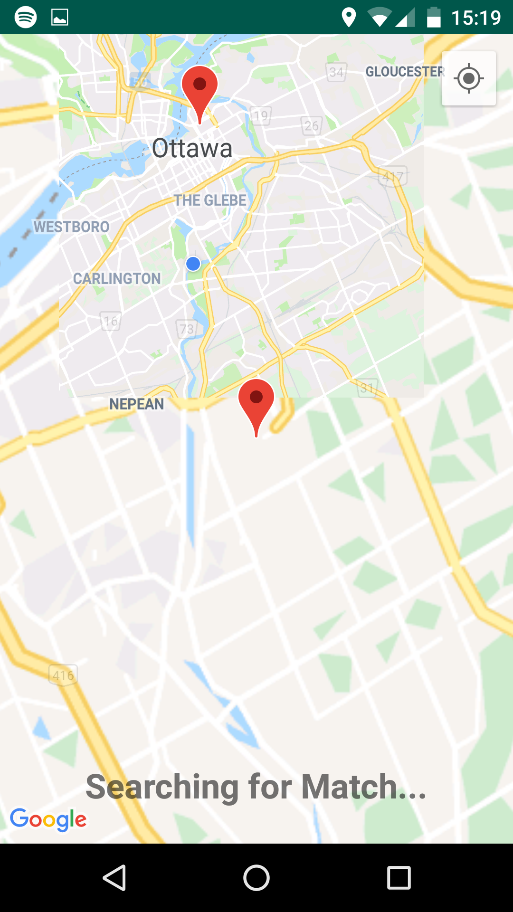 15:19
34
GLOUCESTER
19
26
Ottawa
417
THE GLEBE
WESTBORO
CARLINGTON
16
73
31
NEPEAN
416
Searching for Match...
Google